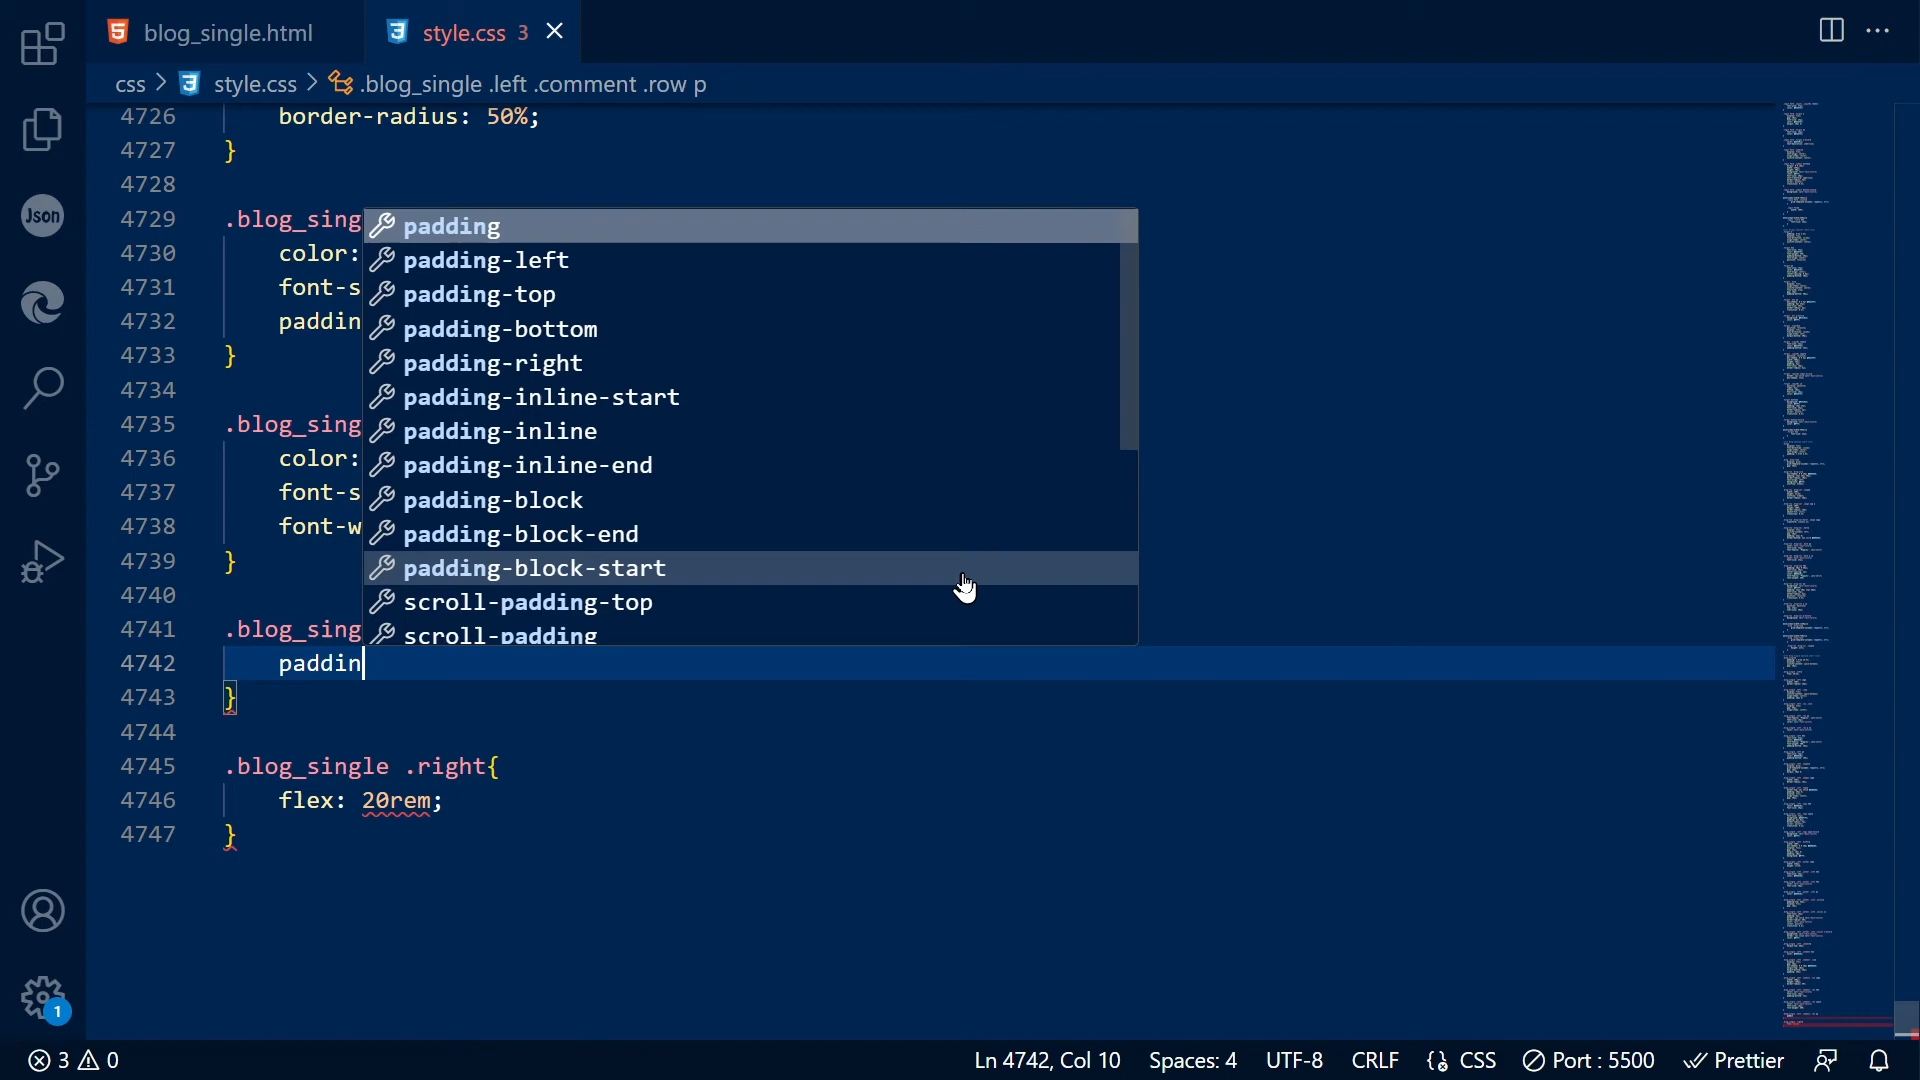 blog_single.html
style.css 3
css > style.css > .blog_single .left .comment .row p
4726 border-radius: 50%;
4727 }
4728
4729 .blog_sing
4730 color:
4731 font-s
4732 paddin
4733 }
4734
4735 .blog_sing
4736 color:
4737 font-s
4738 font-w
4739 }
4740
4741 .blog_sing
4742 paddin
4743 }
4744
4745 .blog_single .right{
4746 flex: 20rem;
4747 }
padding
padding-left
padding-top
padding-bottom
padding-right
padding-inline-start
padding-inline
padding-inline-end
padding-block
padding-block-end
padding-block-start
scroll-padding-top
scroll-padding
Json
1
3 0
Ln 4742, Col 10 Spaces: 4 UTF-8 CRLF {} CSS Port : 5500 Prettier